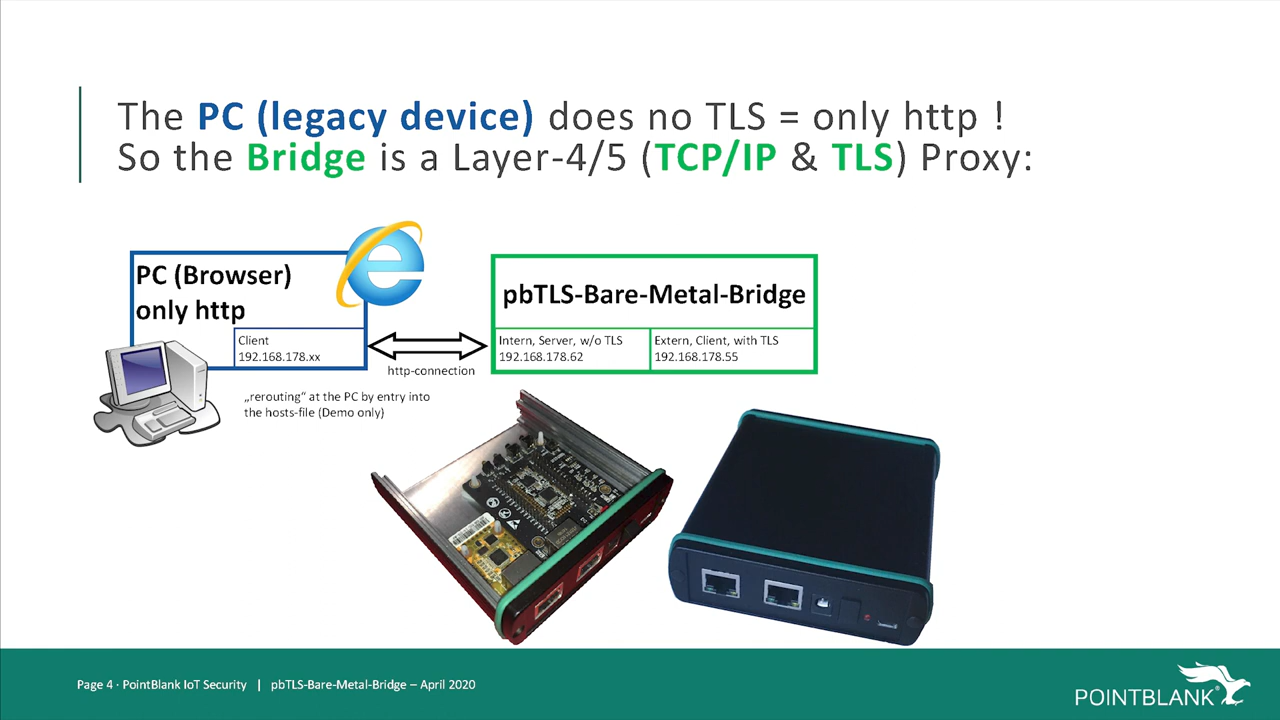 The PC (legacy device) does no TLS = only http !
So the Bridge is a Layer-4/5 (TCP/IP & TLS) Proxy:
PC (Browser)
only http
Client
192.168.178.xx
http-connection
pbTLS-Bare-Metal-Bridge
Intern, Server, w/o TLS
192.168.178.62
Extern, Client, with TLS
192.168.178.55
„rerouting“ at the PC by entry into
the hosts-file (Demo only)
Page 4 · PointBlank IoT Security | pbTLS-Bare-Metal-Bridge – April 2020
POINTBLANK®